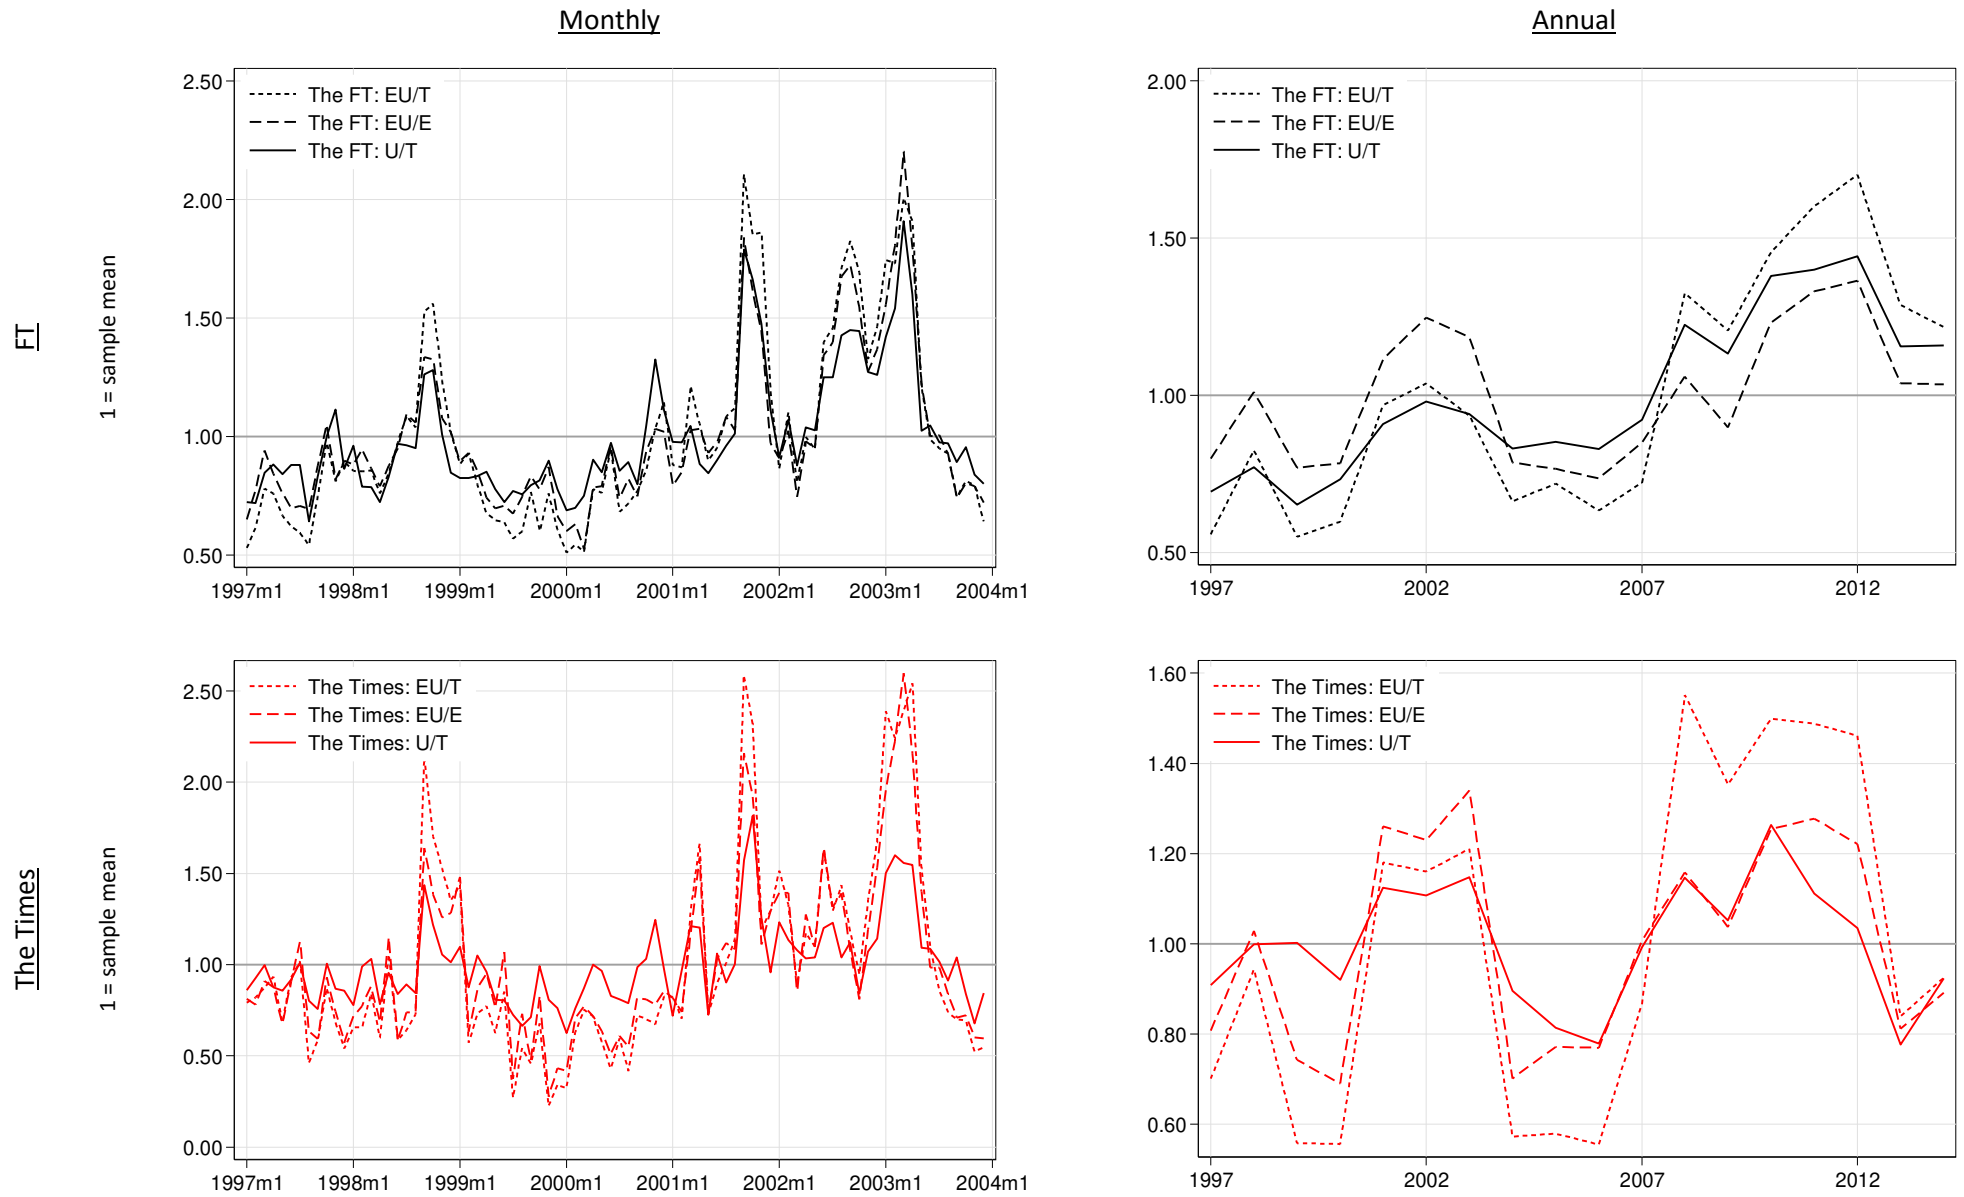 Monthly
Annual
FT
1 = sample mean
2.50
2.00
1.50
1.00
0.50
The FT: EU/T
The FT: EU/E
The FT: U/T
1997m1 1998m1 1999m1 2000m1 2001m1 2002m1 2003m1 2004m1
2.00
1.50
1.00
0.50
The FT: EU/T
The FT: EU/E
The FT: U/T
1997 2002 2007 2012
The Times
1 = sample mean
2.50
2.00
1.50
1.00
0.50
0.00
The Times: EU/T
The Times: EU/E
The Times: U/T
1997m1 1998m1 1999m1 2000m1 2001m1 2002m1 2003m1 2004m1
1.60
1.40
1.20
1.00
0.80
0.60
The Times: EU/T
The Times: EU/E
The Times: U/T
1997 2002 2007 2012